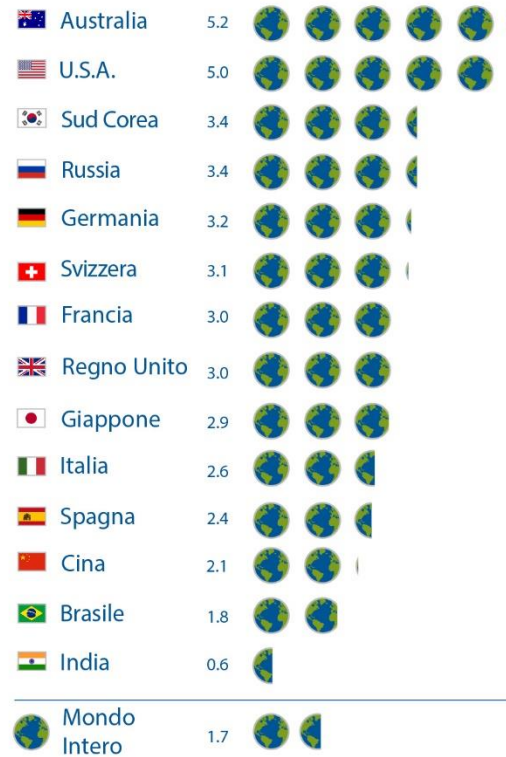 Australia 5.2
U.S.A. 5.0
Sud Corea 3.4
Russia 3.4
Germania 3.2
Svizzera 3.1
Francia 3.0
Regno Unito 3.0
Giappone 2.9
Italia 2.6
Spagna 2.4
Cina 2.1
Brasile 1.8
India 0.6
Mondo
Intero 1.7